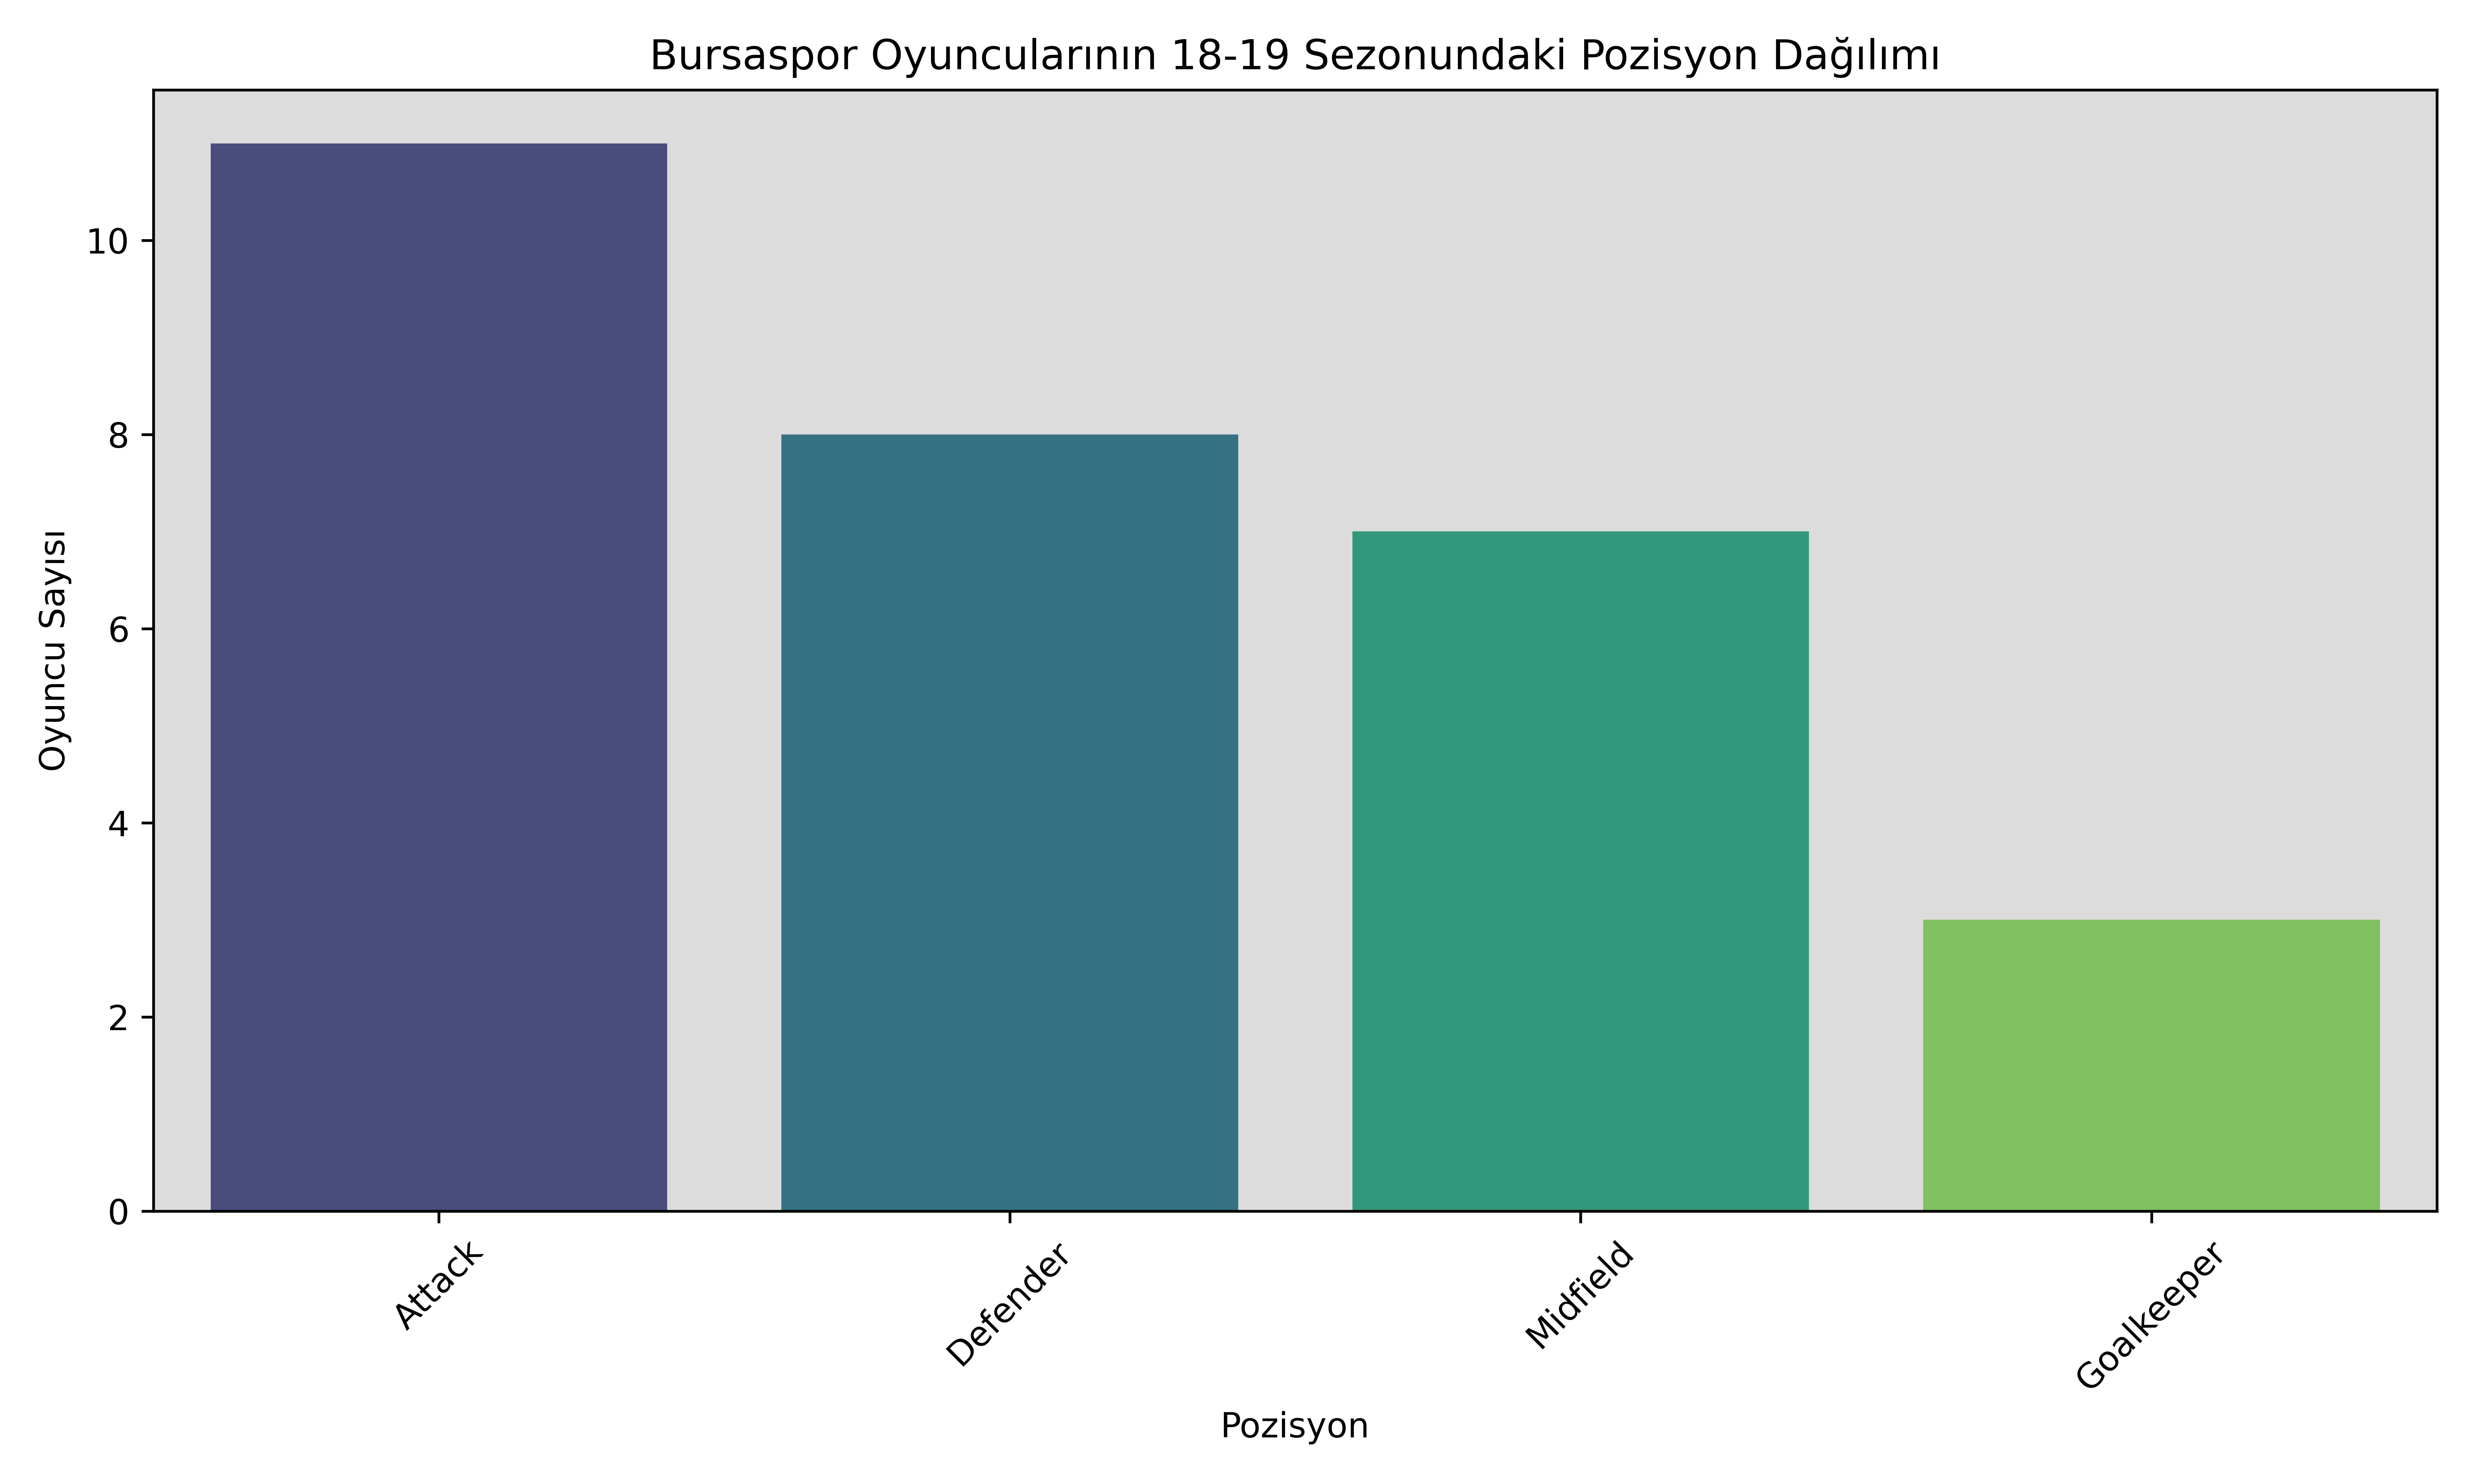 Bursaspor Oyuncularının 18-19 Sezonundaki Pozisyon Dağılımı
Oyuncu Sayısı
10
8
6
4
2
0
Attack
Defender
Midfield
Goalkeeper
Pozisyon